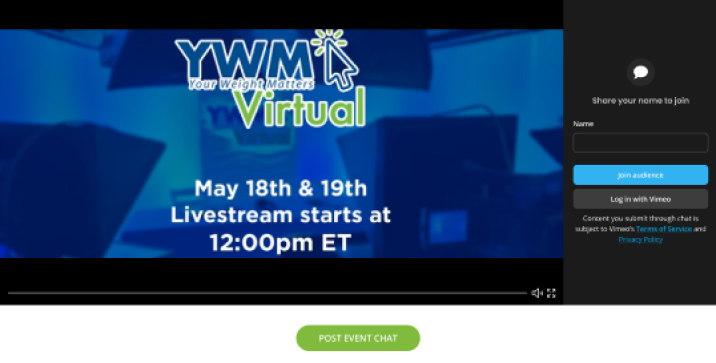 YWM
Your Weight Matters
Virtual
May 18th & 19th
Livestream starts at
12:00pm ET
Share your name to join
Name
Join audience
Log in with Vimeo
Content you submit through chat is
subject to Vimeo's Terms of Service and
Privacy Policy
POST EVENT CHAT